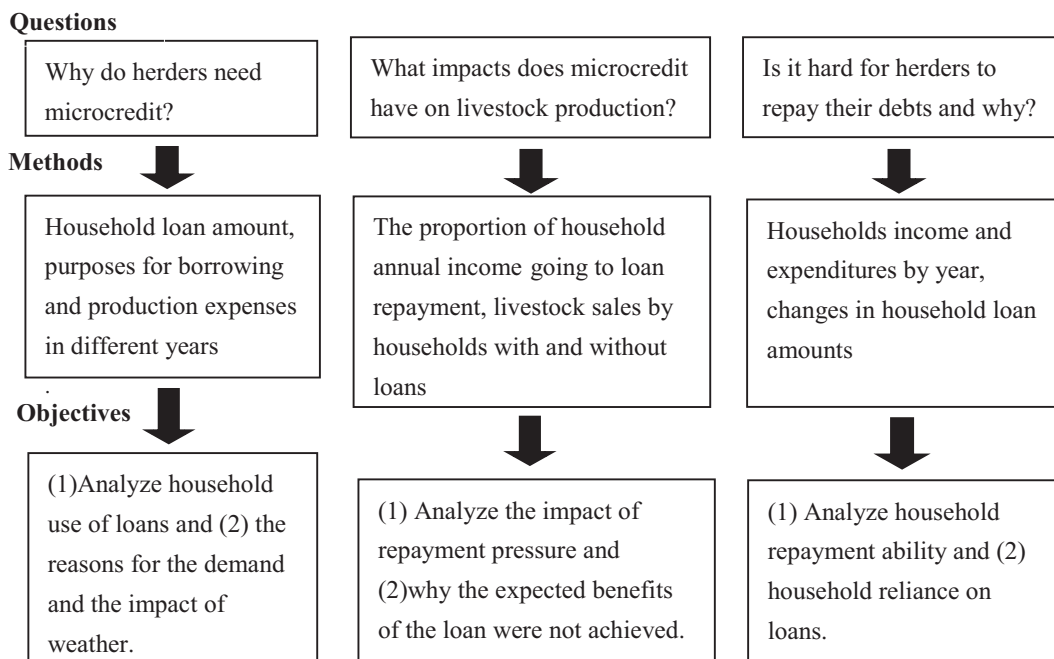 Questions
Why do herders need
microcredit?
What impacts does microcredit
have on livestock production?
Is it hard for herders to
repay their debts and why?
Methods
Household loan amount,
purposes for borrowing
and production expenses
in different years
.
The proportion of household
annual income going to loan
repayment, livestock sales by
households with and without
loans
Households income and
expenditures by year,
changes in household loan
amounts
Objectives
(1)Analyze household
use of loans and (2) the
reasons for the demand
and the impact of
weather.
(1) Analyze the impact of
repayment pressure and
(2)why the expected benefits
of the loan were not achieved.
(1) Analyze household
repayment ability and (2)
household reliance on
loans.